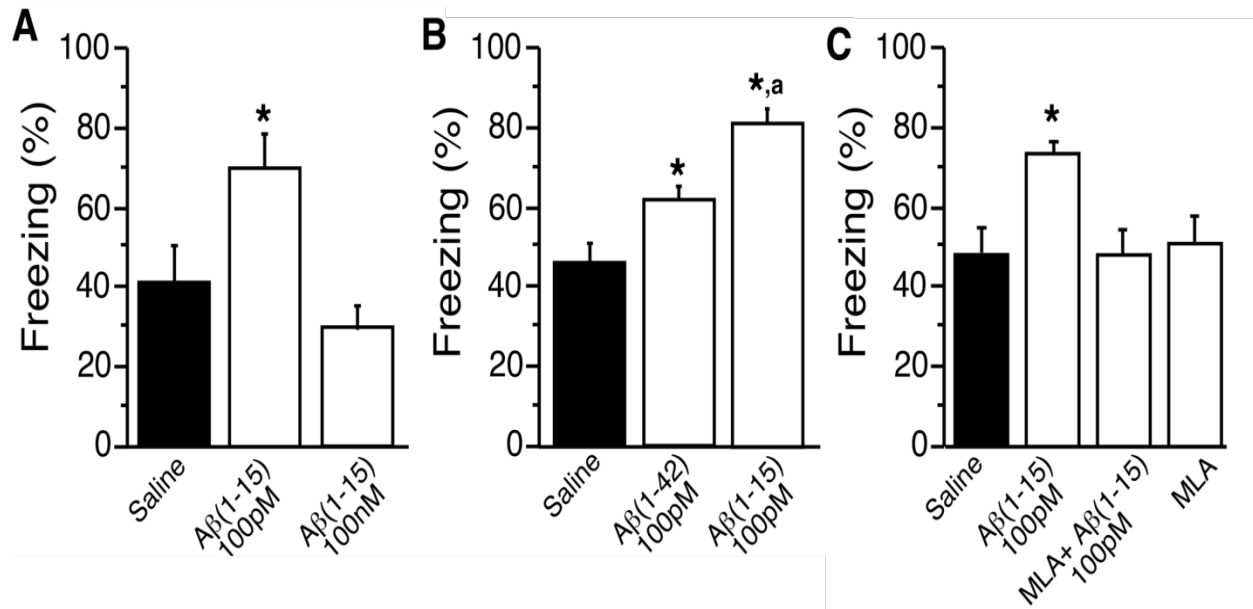 A
Freezing (%)
100
80
60
40
20
0
*
Saline
Aβ(1-15)
100pM
Aβ(1-15)
100nM
B
Freezing (%)
100
80
60
40
20
0
*
*,a
Saline
Aβ(1-42)
100pM
Aβ(1-15)
100pM
C
Freezing (%)
100
80
60
40
20
0
*
Saline
Aβ(1-15)
100pM
MLA+ Aβ(1-15)
100pM
MLA